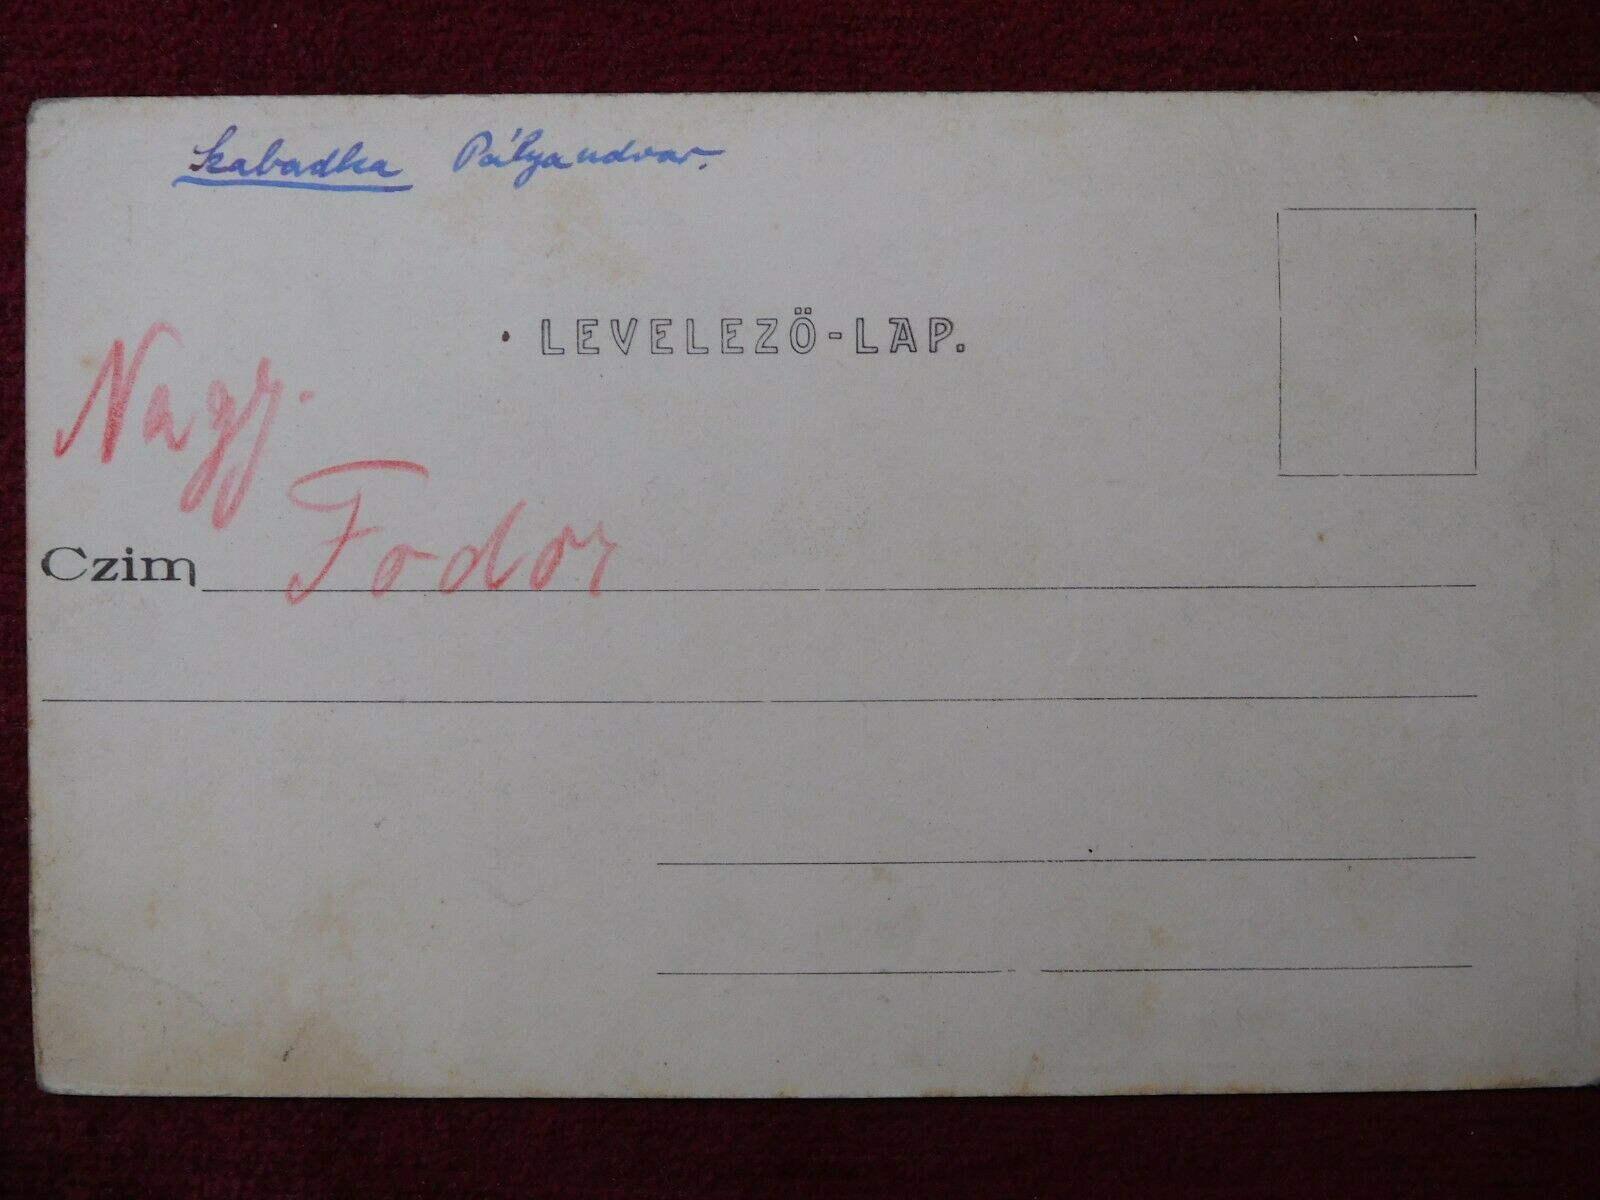 Szabadka Pályaudvar.
LEVELEZŐ-LAP.
Nagy.
Fodor
Czim